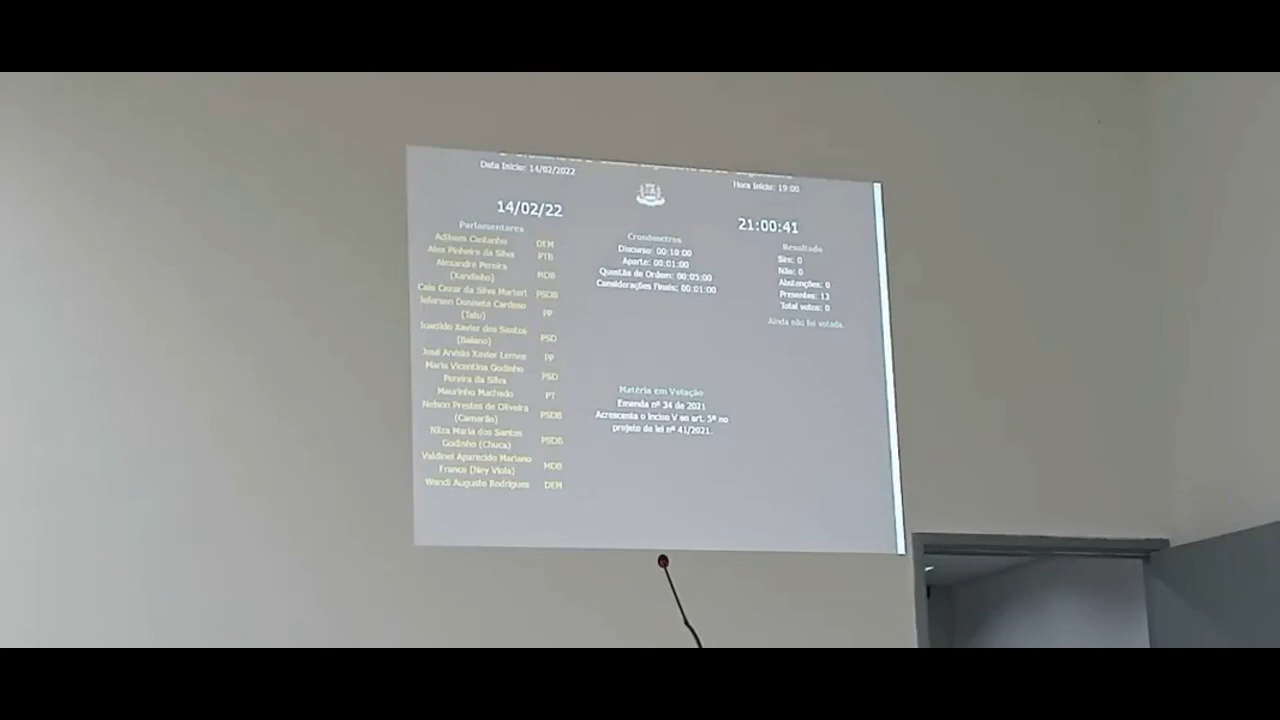 Data Início: 14/02/2022
Hora Início: 19:00
14/02/22
21:00:41
Parlamentares
Adilson Castanho DEM
Alex Pinheiro da Silva PTB
Alexandre Pereira
(Xandinho) MDB
Caio Cezar da Silva Martori PSDB
Jeferson Donisete Cardoso
(Tatu) PP
Joacildo Xavier dos Santos
(Baiano) PSD
José Arvisio Xavier Lemes PP
Maria Vicentina Godinho
Pereira da Silva PSD
Maurinho Machado PT
Nelson Prestes de Oliveira
(Camarão) PSDB
Nilza Maria dos Santos
Godinho (Chuca) PSDB
Valdinei Aparecido Mariano
Franco (Ney Viola) MDB
Wandi Augusto Rodrigues DEM
Cronômetros
Discurso: 00:10:00
Aparte: 00:01:00
Questão de Ordem: 00:05:00
Considerações Finais: 00:01:00
Matéria em Votação
Emenda nº 34 de 2021
Acrescenta o inciso V ao art. 5º no
projeto de lei nº 41/2021.
Resultado
Sim: 0
Não: 0
Abstenções: 0
Presentes: 13
Total votos: 0
Ainda não foi votada.